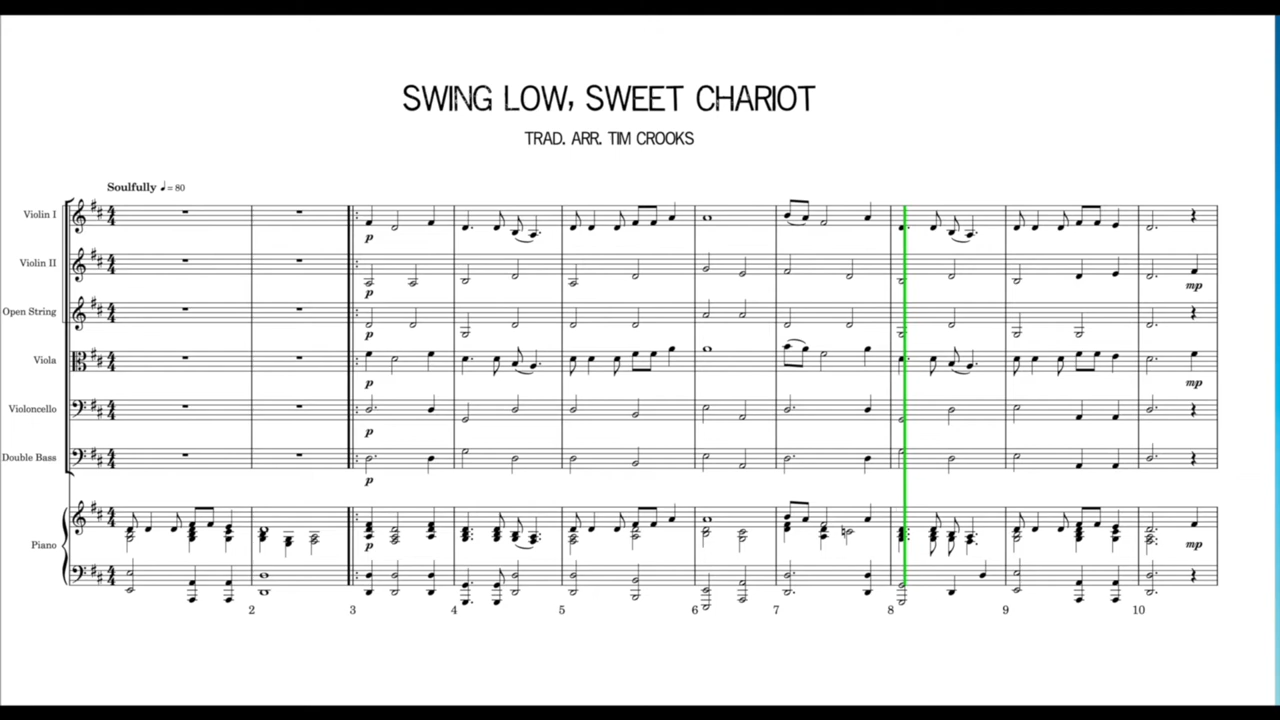 SWING LOW, SWEET CHARIOT
TRAD. ARR. TIM CROOKS
Soulfully ♩ = 80
Violin I
p
Violin II
p mp
Open String
p
Viola
p mp
Violoncello
p
Double Bass
p
Piano
p mp
2 3 4 5 6 7 8 9 10